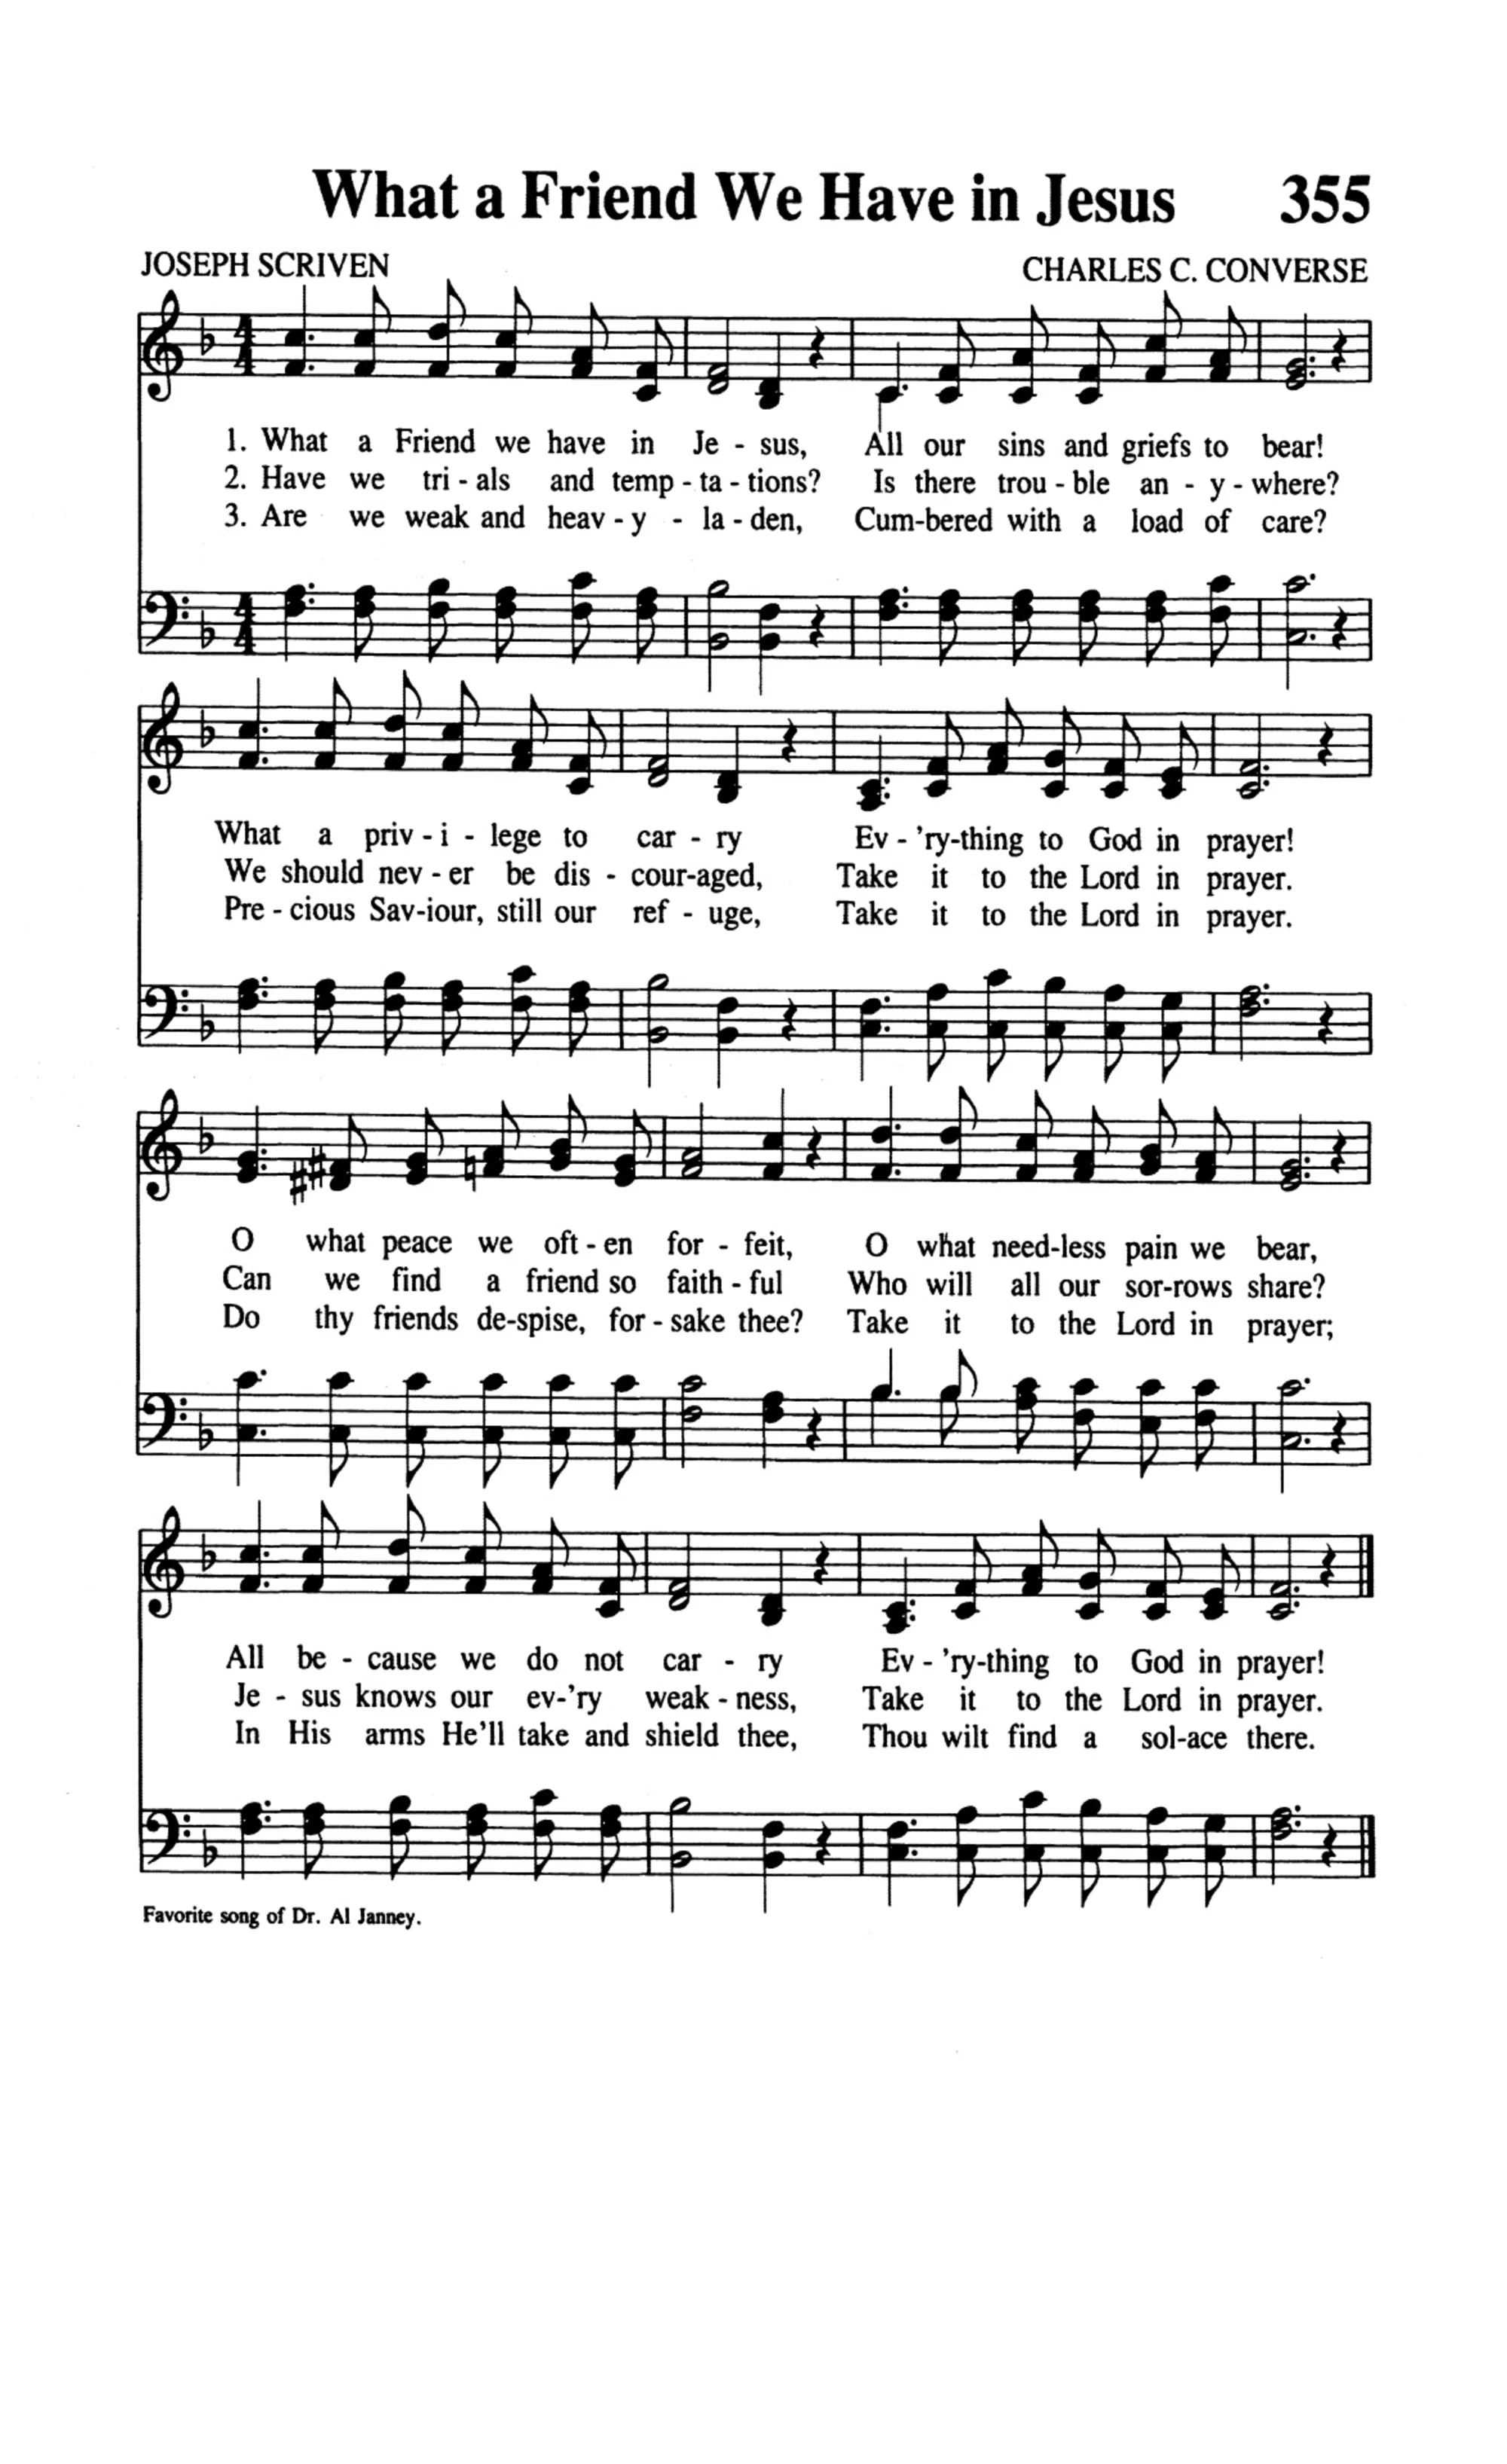 What a Friend We Have in Jesus 355
JOSEPH SCRIVEN CHARLES C. CONVERSE
1. What a Friend we have in Je - sus, All our sins and griefs to bear!
2. Have we tri - als and temp - ta - tions? Is there trou - ble an - y - where?
3. Are we weak and heav - y - la - den, Cum-bered with a load of care?
What a priv - i - lege to car - ry Ev - 'ry-thing to God in prayer!
We should nev - er be dis - cour-aged, Take it to the Lord in prayer.
Pre - cious Sav-iour, still our ref - uge, Take it to the Lord in prayer.
O what peace we oft - en for - feit, O what need-less pain we bear,
Can we find a friend so faith - ful Who will all our sor-rows share?
Do thy friends de-spise, for - sake thee? Take it to the Lord in prayer;
All be - cause we do not car - ry Ev - 'ry-thing to God in prayer!
Je - sus knows our ev-'ry weak - ness, Take it to the Lord in prayer.
In His arms He'll take and shield thee, Thou wilt find a sol-ace there.
Favorite song of Dr. Al Janney.